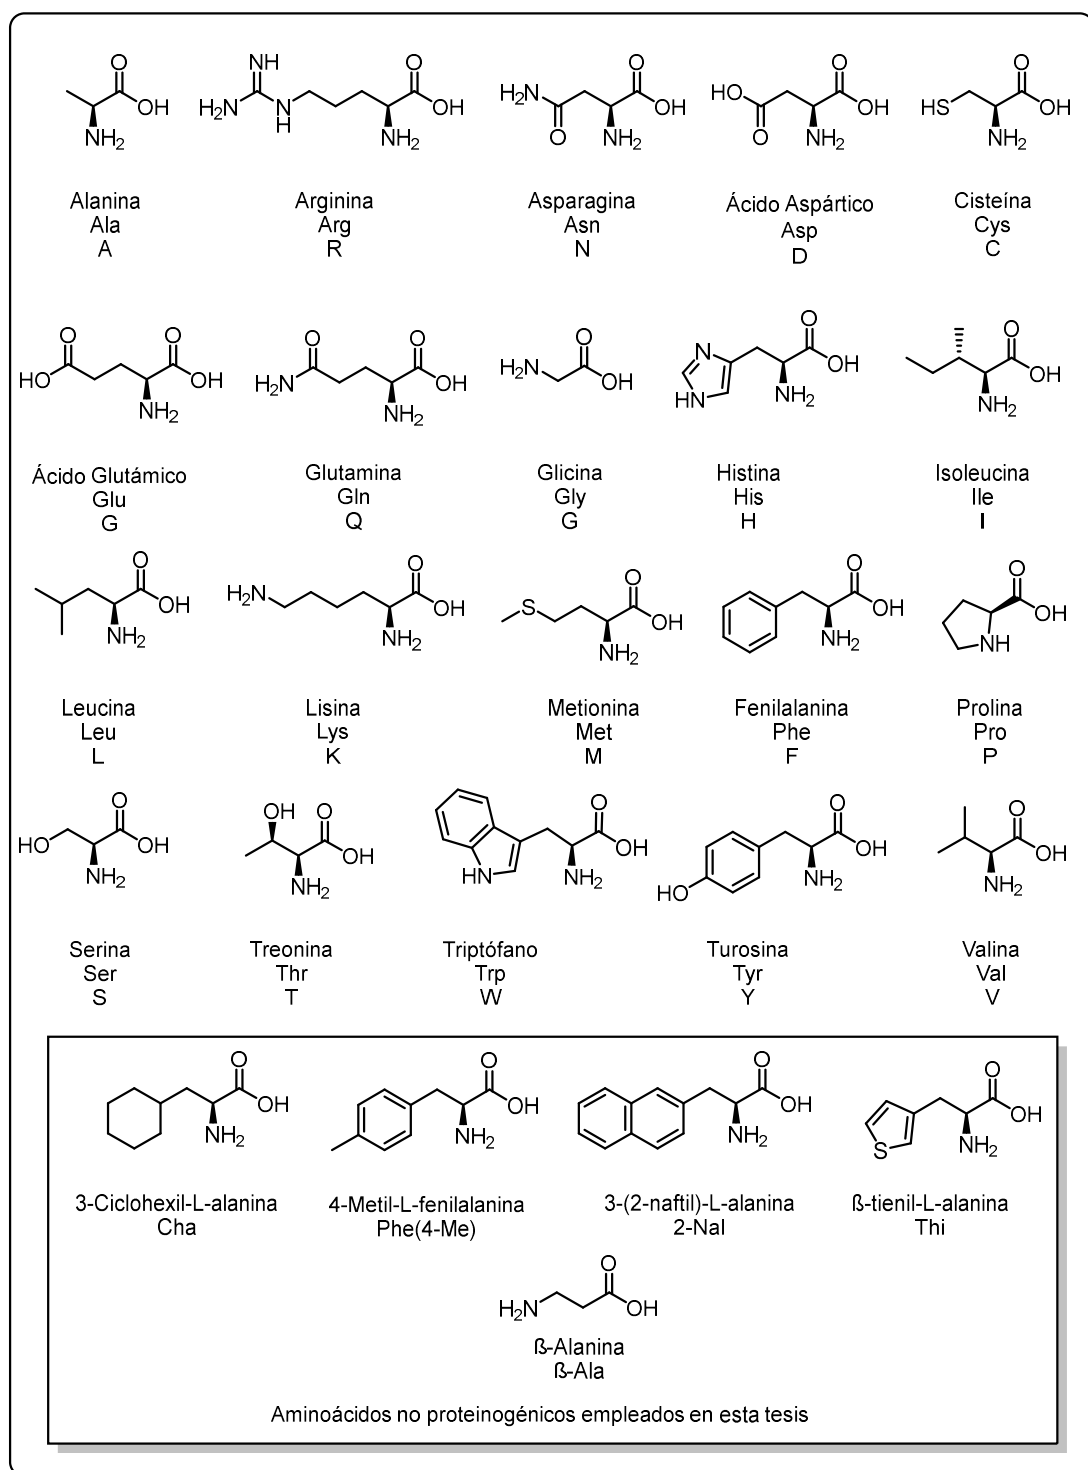 O
OH
NH₂
Alanina
Ala
A
NH
O
H₂N
N
H
OH
NH₂
Arginina
Arg
R
O
H₂N
OH
O
NH₂
Asparagina
Asn
N
O
HO
OH
O
NH₂
Ácido Aspártico
Asp
D
O
HS
OH
NH₂
Cisteína
Cys
C
O
O
HO
OH
NH₂
Ácido Glutámico
Glu
G
O
O
H₂N
OH
NH₂
Glutamina
Gln
Q
O
H₂N
OH
Glicina
Gly
G
O
N
OH
HN
NH₂
Histina
His
H
O
OH
NH₂
Isoleucina
Ile
I
O
OH
NH₂
Leucina
Leu
L
O
H₂N
OH
NH₂
Lisina
Lys
K
O
S
OH
NH₂
Metionina
Met
M
O
OH
NH₂
Fenilalanina
Phe
F
O
OH
NH
Prolina
Pro
P
O
HO
OH
NH₂
Serina
Ser
S
OH
O
OH
NH₂
Treonina
Thr
T
O
OH
HN
NH₂
Triptófano
Trp
W
O
OH
HO
NH₂
Turosina
Tyr
Y
O
OH
NH₂
Valina
Val
V
O
OH
NH₂
3-Ciclohexil-L-alanina
Cha
O
OH
NH₂
4-Metil-L-fenilalanina
Phe(4-Me)
O
OH
NH₂
3-(2-naftil)-L-alanina
2-Nal
O
OH
S
NH₂
ß-tienil-L-alanina
Thi
O
H₂N
OH
ß-Alanina
ß-Ala
Aminoácidos no proteinogénicos empleados en esta tesis